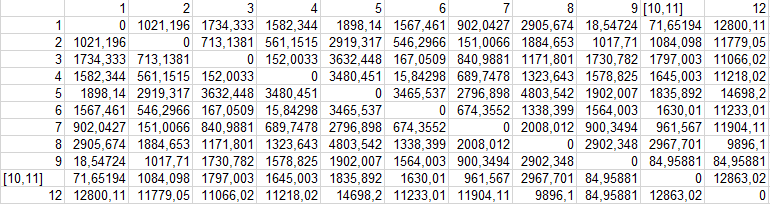 1 2 3 4 5 6 7 8 9 [10,11] 12
1 0 1021,196 1734,333 1582,344 1898,14 1567,461 902,0427 2905,674 18,54724 71,65194 12800,11
2 1021,196 0 713,1381 561,1515 2919,317 546,2966 151,0066 1884,653 1017,71 1084,098 11779,05
3 1734,333 713,1381 0 152,0033 3632,448 167,0509 840,9881 1171,801 1730,782 1797,003 11066,02
4 1582,344 561,1515 152,0033 0 3480,451 15,84298 689,7478 1323,643 1578,825 1645,003 11218,02
5 1898,14 2919,317 3632,448 3480,451 0 3465,537 2796,898 4803,542 1902,007 1835,892 14698,2
6 1567,461 546,2966 167,0509 15,84298 3465,537 0 674,3552 1338,399 1564,003 1630,01 11233,01
7 902,0427 151,0066 840,9881 689,7478 2796,898 674,3552 0 2008,012 900,3494 961,567 11904,11
8 2905,674 1884,653 1171,801 1323,643 4803,542 1338,399 2008,012 0 2902,348 2967,701 9896,1
9 18,54724 1017,71 1730,782 1578,825 1902,007 1564,003 900,3494 2902,348 0 84,95881 84,95881
[10,11] 71,65194 1084,098 1797,003 1645,003 1835,892 1630,01 961,567 2967,701 84,95881 0 12863,02
12 12800,11 11779,05 11066,02 11218,02 14698,2 11233,01 11904,11 9896,1 84,95881 12863,02 0